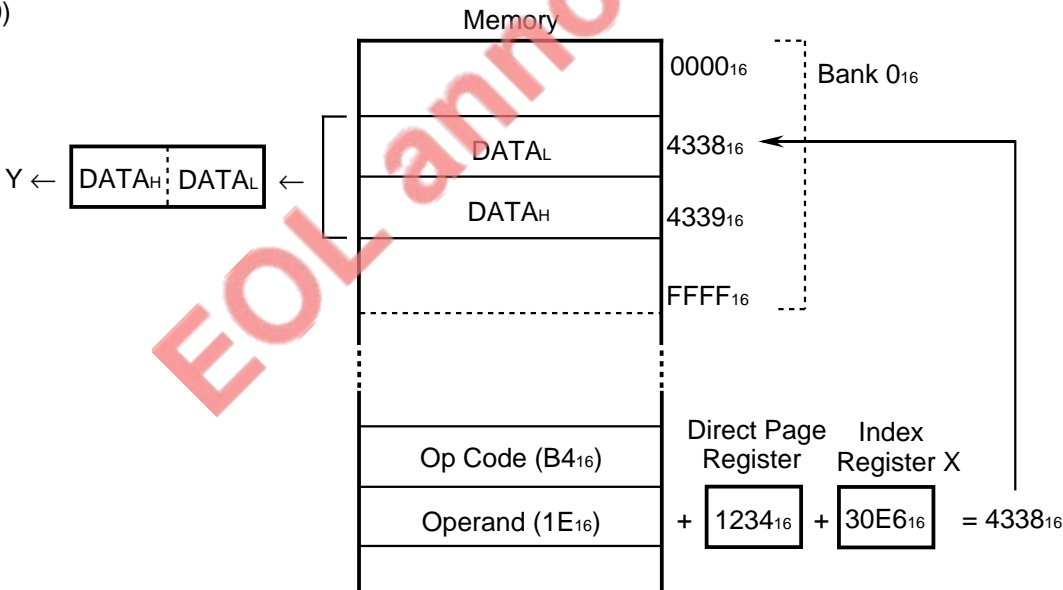 )
Memory
0000₁₆
Bank 0₁₆
DATAL
4338₁₆
Y ← DATAH DATAL ←
DATAH
4339₁₆
FFFF₁₆
EOL anno
Direct Page Register
Index Register X
Op Code (B4₁₆)
Operand (1E₁₆) + 1234₁₆ + 30E6₁₆ = 4338₁₆